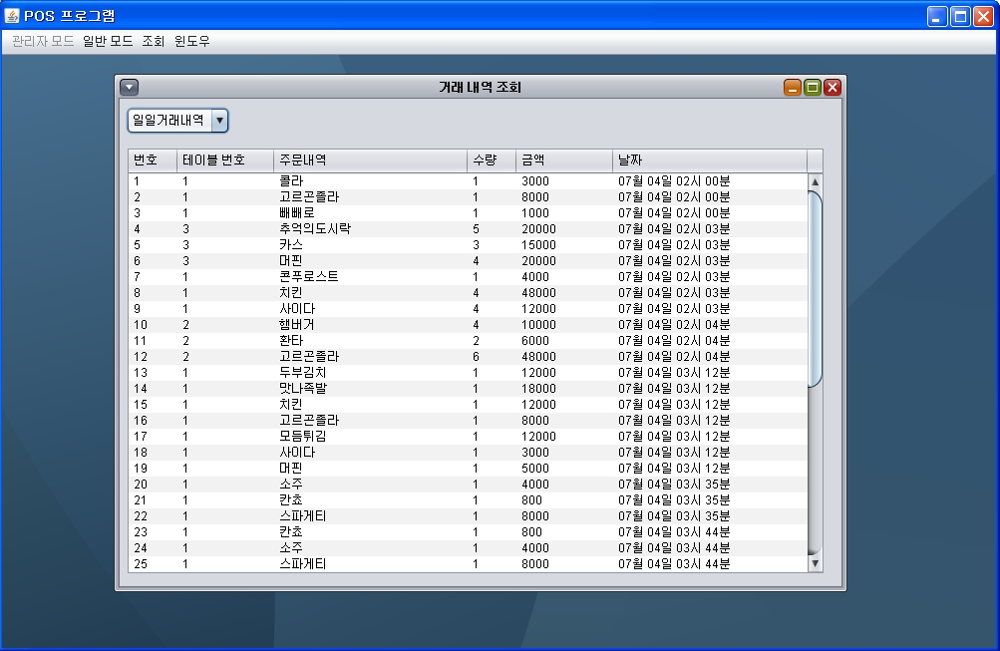 POS 프로그램
관리자 모드 일반 모드 조회 윈도우
거래 내역 조회
일일거래내역
번호 테이블 번호 주문내역 수량 금액 날짜
1 1 콜라 1 3000 07월 04일 02시 00분
2 1 고르곤졸라 1 8000 07월 04일 02시 00분
3 1 빼빼로 1 1000 07월 04일 02시 00분
4 3 추억의도시락 5 20000 07월 04일 02시 03분
5 3 카스 3 15000 07월 04일 02시 03분
6 3 머핀 4 20000 07월 04일 02시 03분
7 1 콘푸로스트 1 4000 07월 04일 02시 03분
8 1 치킨 4 48000 07월 04일 02시 03분
9 1 사이다 4 12000 07월 04일 02시 03분
10 2 햄버거 4 10000 07월 04일 02시 04분
11 2 환타 2 6000 07월 04일 02시 04분
12 2 고르곤졸라 6 48000 07월 04일 02시 04분
13 1 두부김치 1 12000 07월 04일 03시 12분
14 1 맛나족발 1 18000 07월 04일 03시 12분
15 1 치킨 1 12000 07월 04일 03시 12분
16 1 고르곤졸라 1 8000 07월 04일 03시 12분
17 1 모듬튀김 1 12000 07월 04일 03시 12분
18 1 사이다 1 3000 07월 04일 03시 12분
19 1 머핀 1 5000 07월 04일 03시 12분
20 1 소주 1 4000 07월 04일 03시 35분
21 1 칸쵸 1 800 07월 04일 03시 35분
22 1 스파게티 1 8000 07월 04일 03시 35분
23 1 칸쵸 1 800 07월 04일 03시 44분
24 1 소주 1 4000 07월 04일 03시 44분
25 1 스파게티 1 8000 07월 04일 03시 44분